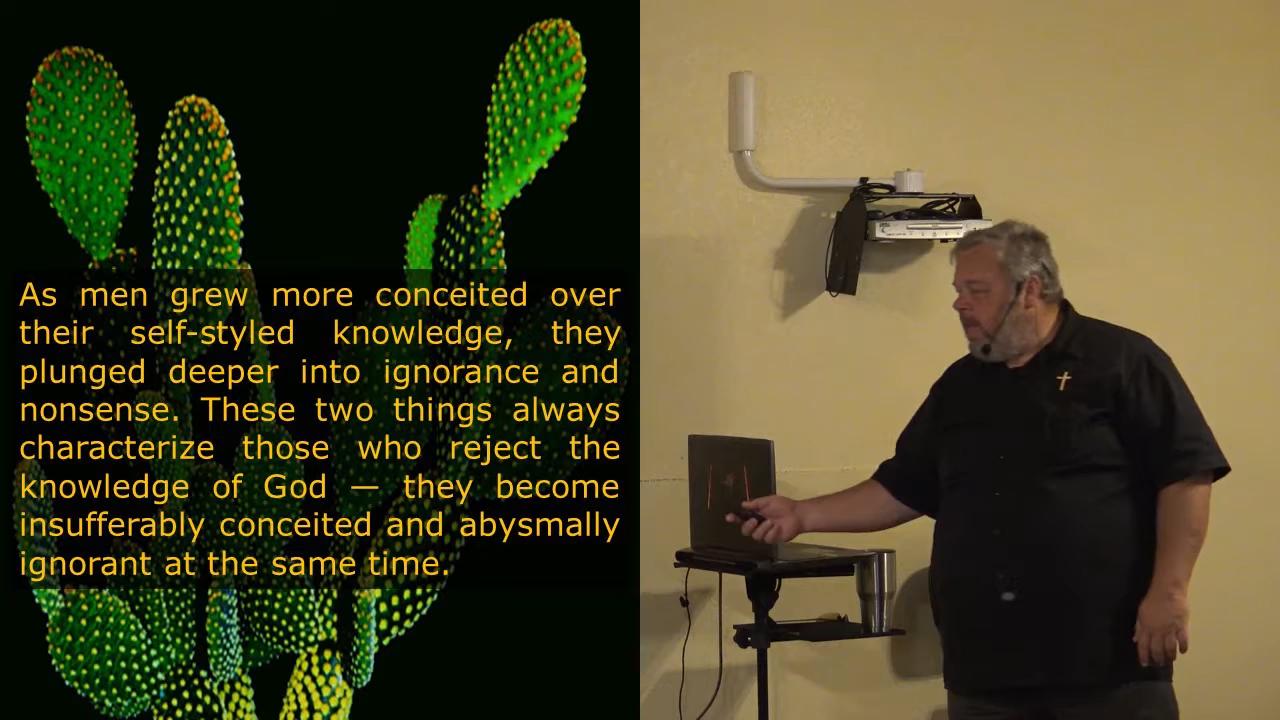 As men grew more conceited over
their self-styled knowledge, they
plunged deeper into ignorance and
nonsense. These two things always
characterize those who reject the
knowledge of God — they become
insufferably conceited and abysmally
ignorant at the same time.